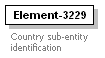 Element-3229
Country sub-entity
identification